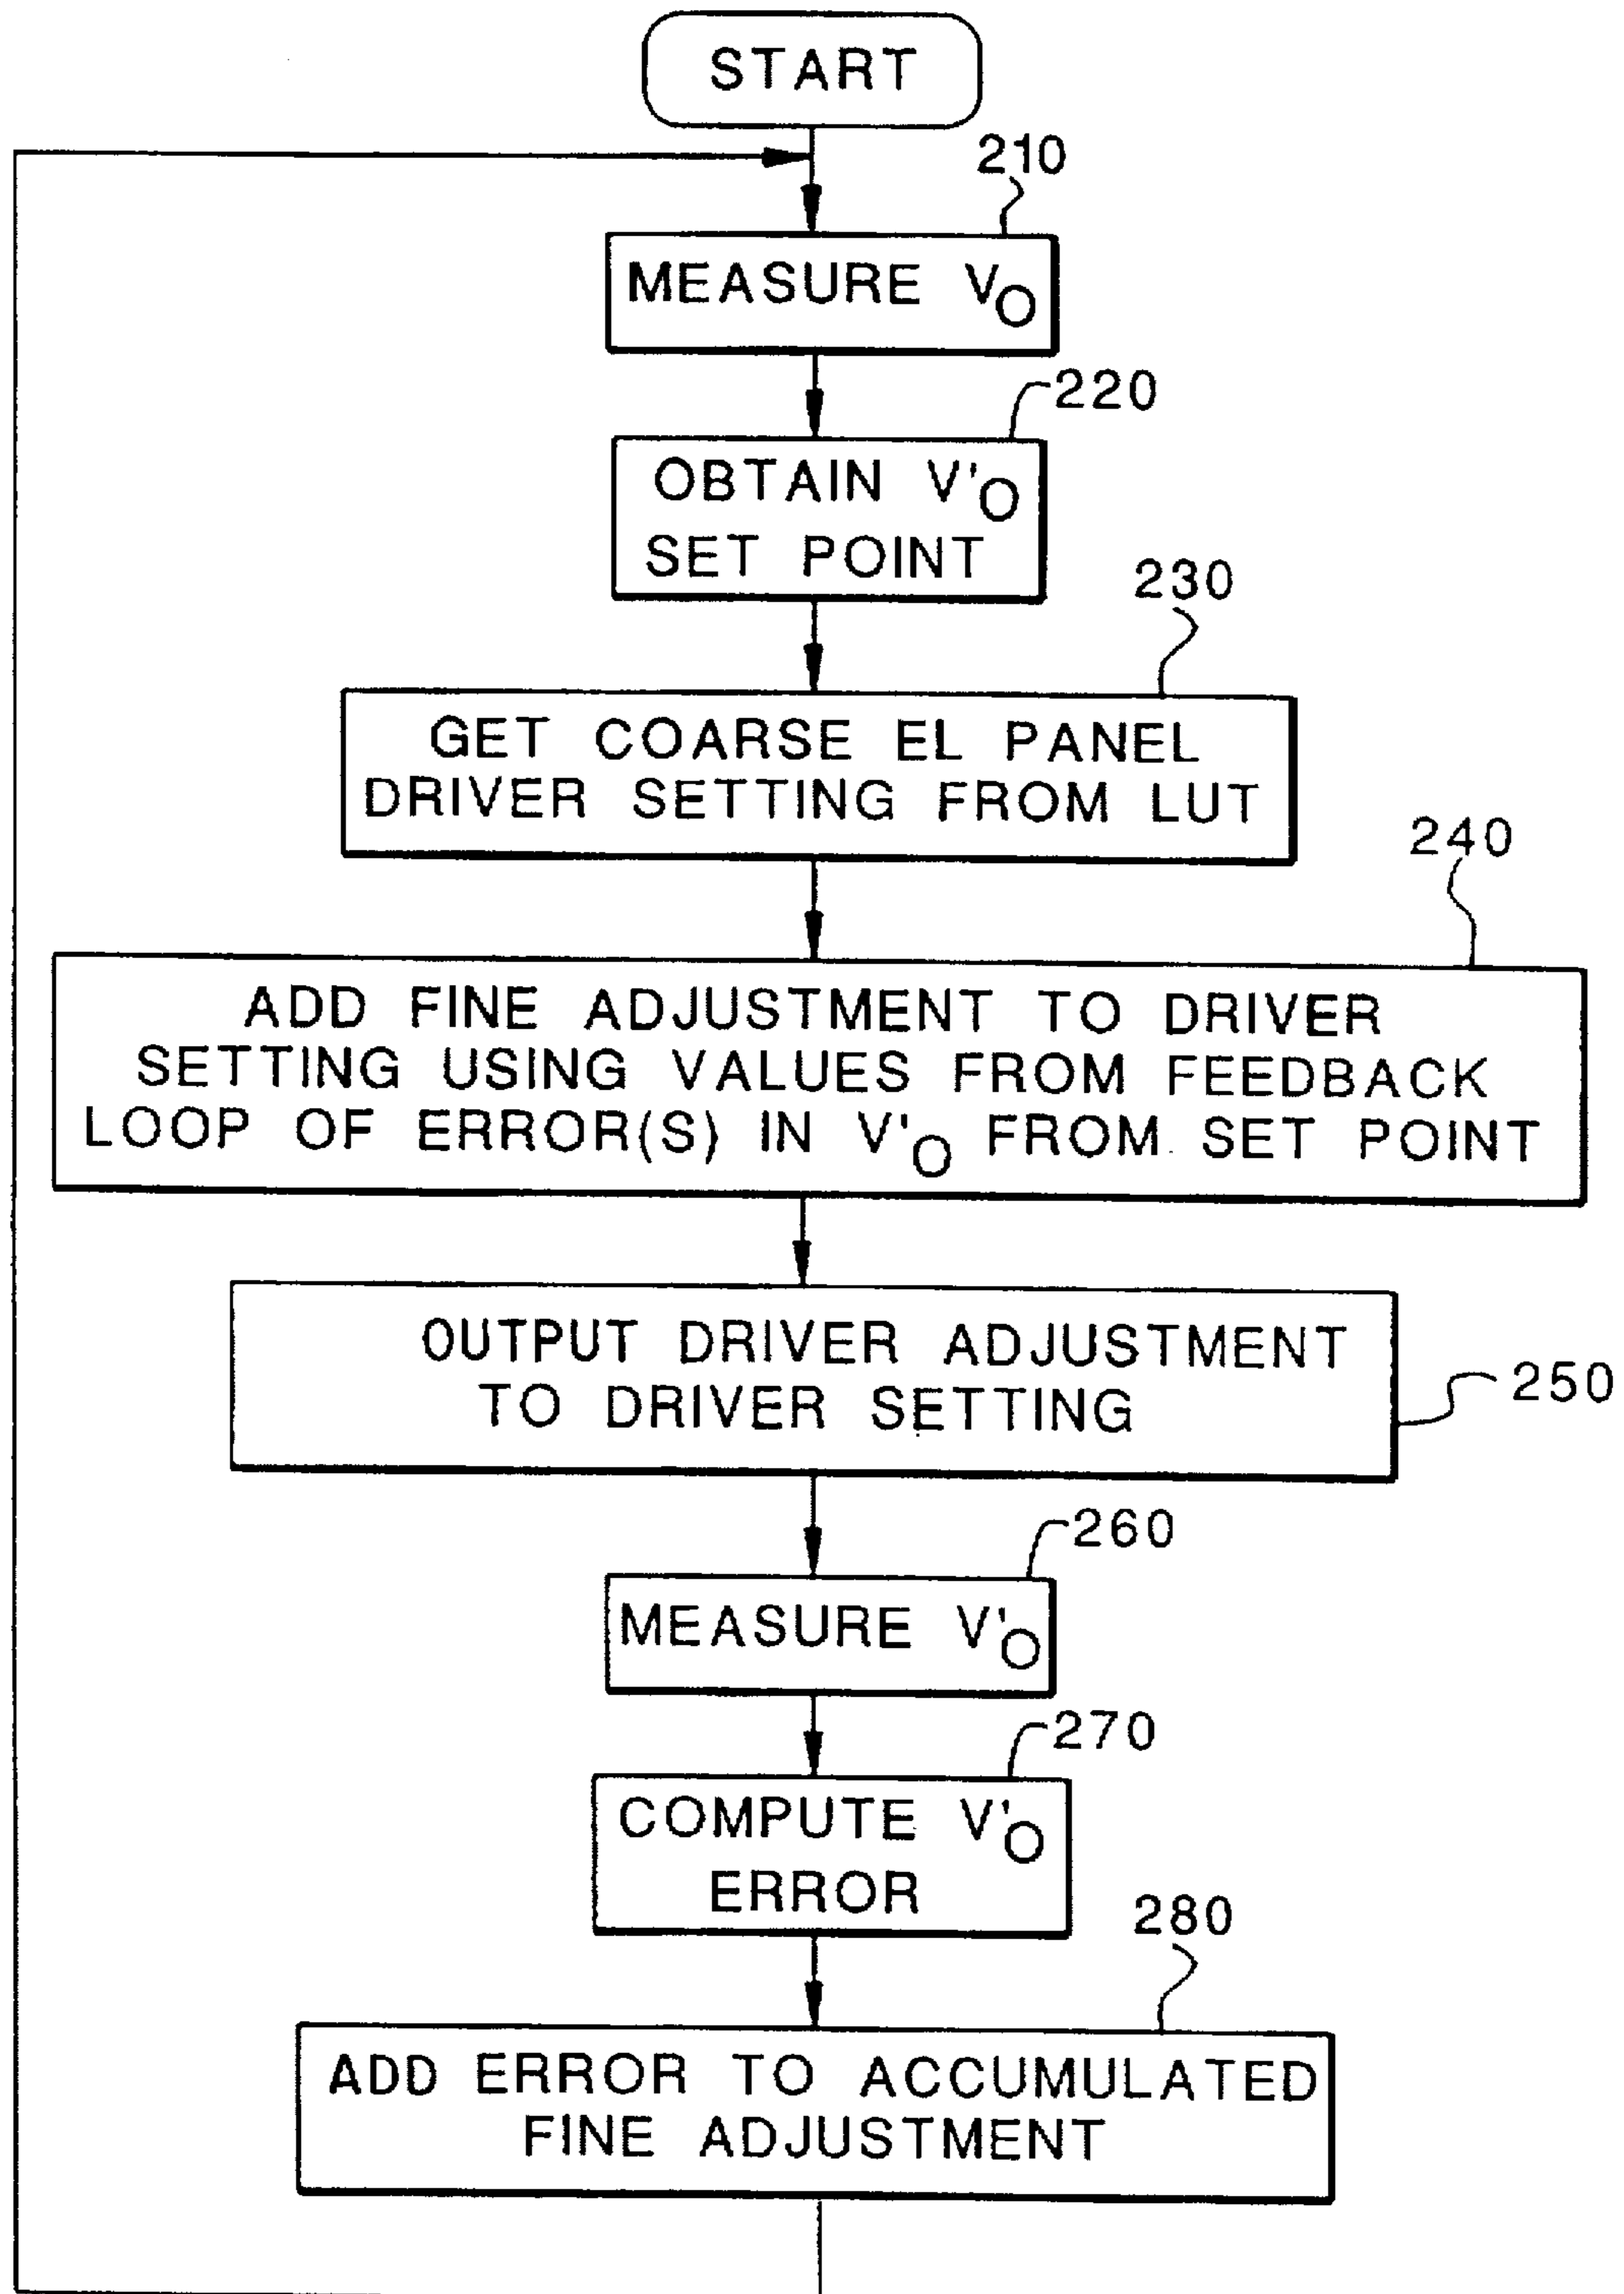 START
210
MEASURE VO
220
OBTAIN V'O
SET POINT
230
GET COARSE EL PANEL
DRIVER SETTING FROM LUT
240
ADD FINE ADJUSTMENT TO DRIVER
SETTING USING VALUES FROM FEEDBACK
LOOP OF ERROR(S) IN V'O FROM SET POINT
OUTPUT DRIVER ADJUSTMENT
TO DRIVER SETTING
250
260
MEASURE V'O
270
COMPUTE V'O
ERROR
280
ADD ERROR TO ACCUMULATED
FINE ADJUSTMENT